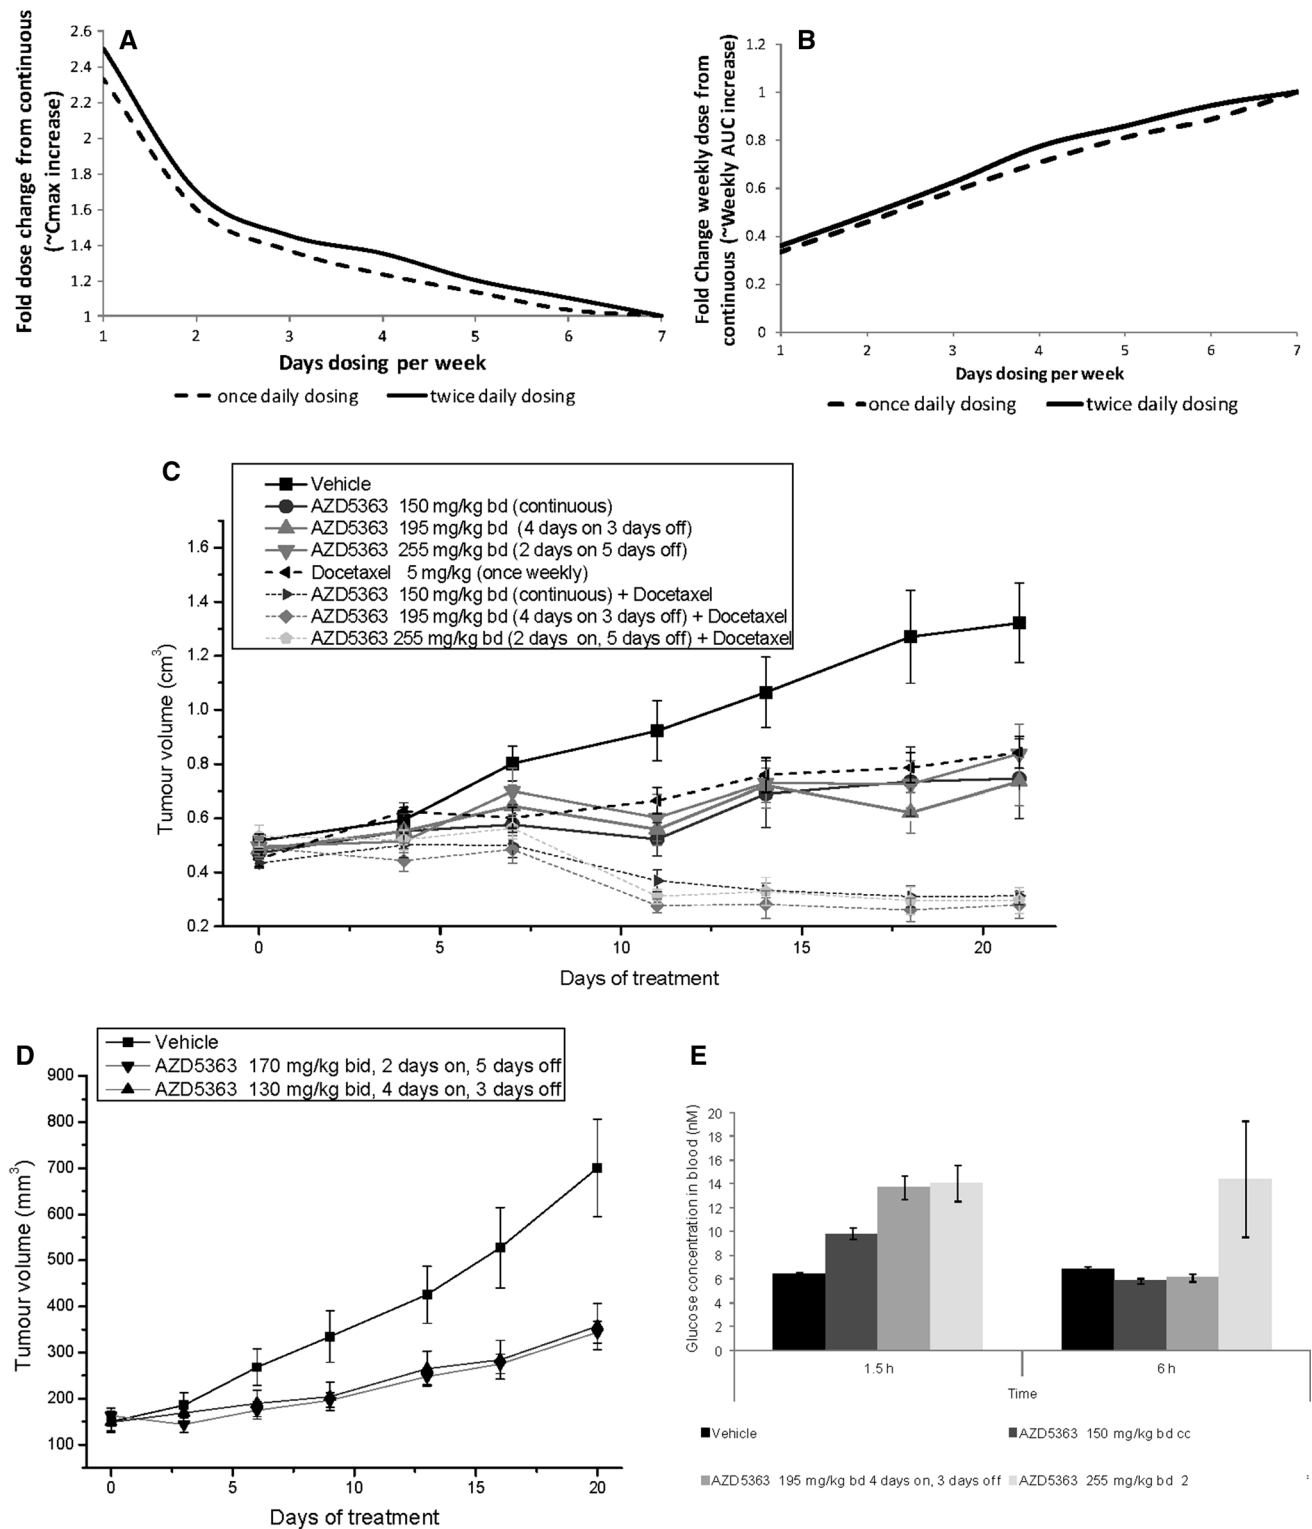 A
Fold dose change from continuous
(~Cmax increase)
2.6
2.4
2.2
2
1.8
1.6
1.4
1.2
1
1 2 3 4 5 6 7
Days dosing per week
once daily dosing twice daily dosing
B
Fold Change weekly dose from
continuous (~Weekly AUC increase)
1.2
1
0.8
0.6
0.4
0.2
0
1 2 3 4 5 6 7
Days dosing per week
once daily dosing twice daily dosing
C
Vehicle
AZD5363 150 mg/kg bd (continuous)
AZD5363 195 mg/kg bd (4 days on 3 days off)
AZD5363 255 mg/kg bd (2 days on 5 days off)
Docetaxel 5 mg/kg (once weekly)
AZD5363 150 mg/kg bd (continuous) + Docetaxel
AZD5363 195 mg/kg bd (4 days on 3 days off) + Docetaxel
AZD5363 255 mg/kg bd (2 days on, 5 days off) + Docetaxel
Tumour volume (cm³)
1.6
1.4
1.2
1.0
0.8
0.6
0.4
0.2
0 5 10 15 20
Days of treatment
D
Vehicle
AZD5363 170 mg/kg bid, 2 days on, 5 days off
AZD5363 130 mg/kg bid, 4 days on, 3 days off
Tumour volume (mm³)
900
800
700
600
500
400
300
200
100
0 5 10 15 20
Days of treatment
E
Glucose concentration in blood (nM)
20
18
16
14
12
10
8
6
4
2
0
1.5 h 6 h
Time
Vehicle AZD5363 150 mg/kg bd cc
AZD5363 195 mg/kg bd 4 days on, 3 days off AZD5363 255 mg/kg bd 2